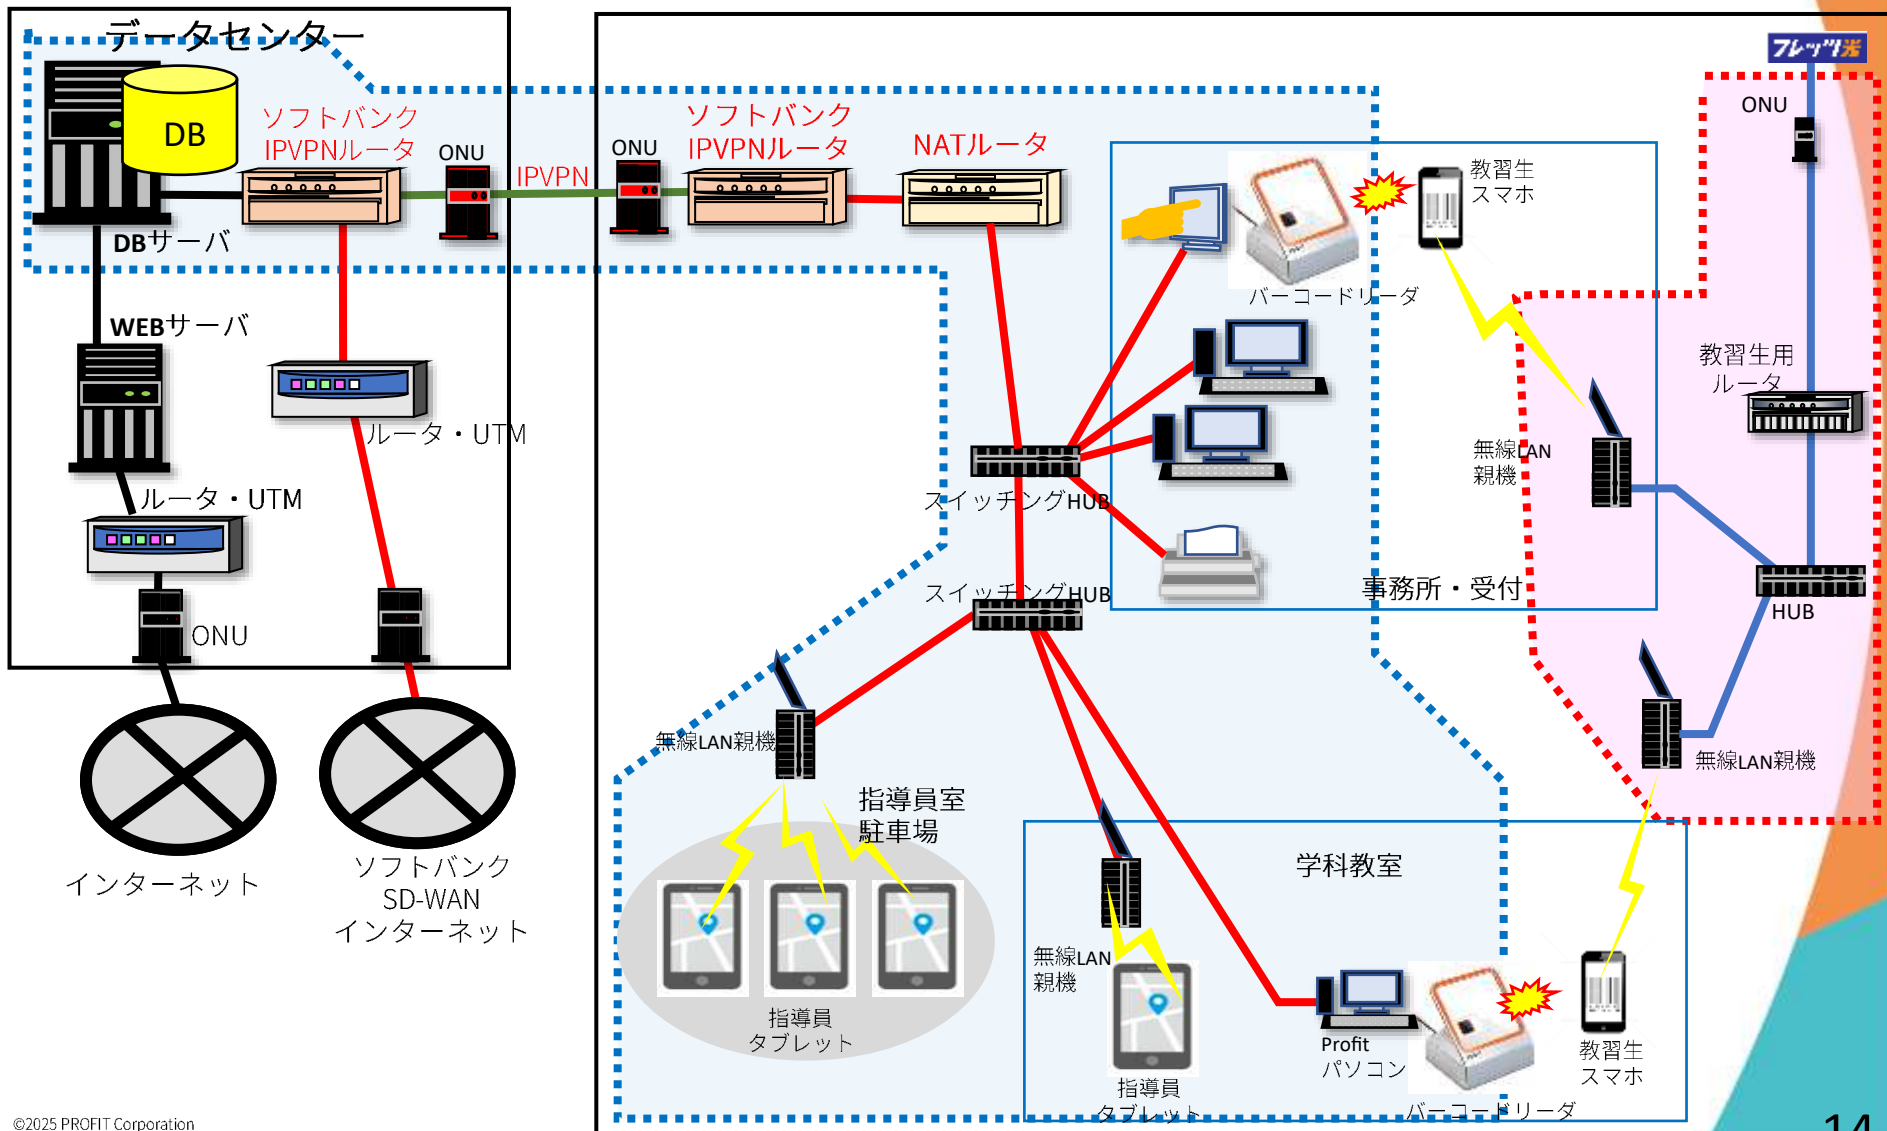 データセンター
DB
ソフトバンク
IPVPNルータ
ONU
IPVPN
DBサーバ
WEBサーバ
ルータ・UTM
ルータ・UTM
ONU
インターネット
ソフトバンク
SD-WAN
インターネット
ONU
ソフトバンク
IPVPNルータ
NATルータ
バーコードリーダ
教習生
スマホ
フレッツ光
ONU
教習生用
ルータ
無線LAN
親機
HUB
無線LAN親機
スイッチングHUB
スイッチングHUB
事務所・受付
無線LAN親機
指導員室
駐車場
指導員
タブレット
学科教室
無線LAN
親機
指導員
タブレット
Profit
パソコン
バーコードリーダ
教習生
スマホ
©2025 PROFIT Corporation
14